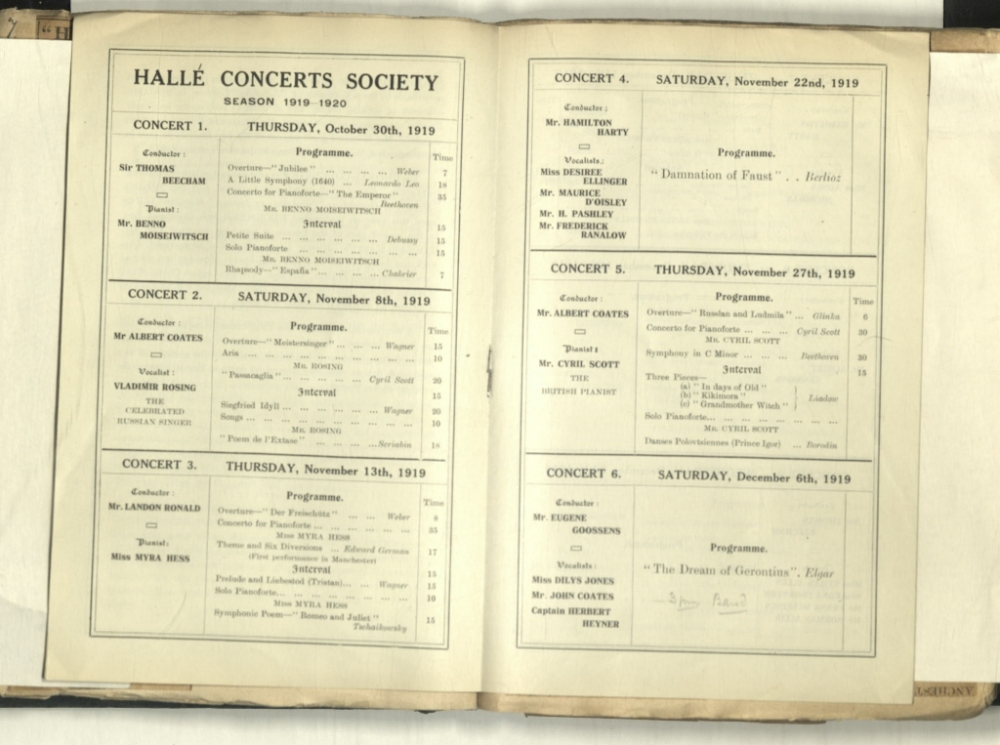 7
"H
HALLÉ CONCERTS SOCIETY
SEASON 1919-1920
CONCERT 1. THURSDAY, October 30th, 1919
Conductor:
Sir THOMAS
BEECHAM
Pianist:
Mr. BENNO
MOISEIWITSCH
Programme.
Time
Overture—"Jubilee" ... ... ... ... Weber 7
A Little Symphony (1640) ... Leonardo Leo 18
Concerto for Pianoforte—"The Emperor" 35
Beethoven
Mr. BENNO MOISEIWITSCH
Interval 15
Petite Suite ... ... ... ... ... ... Debussy 15
Solo Pianoforte ... ... ... ... ... ... 15
Mr. BENNO MOISEIWITSCH
Rhapsody—"España" ... ... ... ... Chabrier 7
CONCERT 2. SATURDAY, November 8th, 1919
Conductor:
Mr ALBERT COATES
Vocalist:
VLADIMIR ROSING
THE
CELEBRATED
RUSSIAN SINGER
Programme.
Time
Overture—"Meistersinger" ... ... ... Wagner 15
Aria ... ... ... ... ... ... ... ... 10
Mr. ROSING
"Passacaglia" ... ... ... ... Cyril Scott 20
Interval 15
Siegfried Idyll ... ... ... ... ... Wagner 20
Songs ... ... ... ... ... ... ... ... 10
Mr. ROSING
"Poem de l'Extase" ... ... ... ... Scriabin 18
CONCERT 3. THURSDAY, November 13th, 1919
Conductor:
Mr. LANDON RONALD
Pianist:
Miss MYRA HESS
Programme.
Time
Overture—"Der Freischütz" ... ... Weber
Concerto for Pianoforte ... ... ... ... ... 35
Miss MYRA HESS
Theme and Six Diversions ... Edward German 17
(First performance in Manchester)
Interval 15
Prelude and Liebestod (Tristan)... ... Wagner 15
Solo Pianoforte... ... ... ... ... ... ... 10
Miss MYRA HESS
Symphonic Poem—"Romeo and Juliet" 15
Tschaikowsky
CONCERT 4. SATURDAY, November 22nd, 1919
Conductor:
Mr. HAMILTON
HARTY
Vocalists:
Miss DESIREE
ELLINGER
Mr. MAURICE
D'OISLEY
Mr. H. PASHLEY
Mr. FREDERICK
RANALOW
Programme.
"Damnation of Faust" . . Berlioz
CONCERT 5. THURSDAY, November 27th, 1919
Conductor:
Mr. ALBERT COATES
Pianist:
Mr. CYRIL SCOTT
THE
BRITISH PIANIST
Programme.
Time
Overture—"Russlan and Ludmila" ... Glinka 6
Concerto for Pianoforte ... ... ... Cyril Scott 30
Mr. CYRIL SCOTT
Symphony in C Minor ... ... ... Beethoven 30
Interval 15
Three Pieces—
(a) "In days of Old"
(b) "Kikimora"
(c) "Grandmother Witch"
Liadow
Solo Pianoforte... ... ... ... ... ... ...
Mr. CYRIL SCOTT
Danses Polovtsiennes (Prince Igor) ... Borodin
CONCERT 6. SATURDAY, December 6th, 1919
Conductor:
Mr. EUGENE
GOOSSENS
Vocalists:
Miss DILYS JONES
Mr. JOHN COATES
Captain HERBERT
HEYNER
Programme.
"The Dream of Gerontius", Elgar